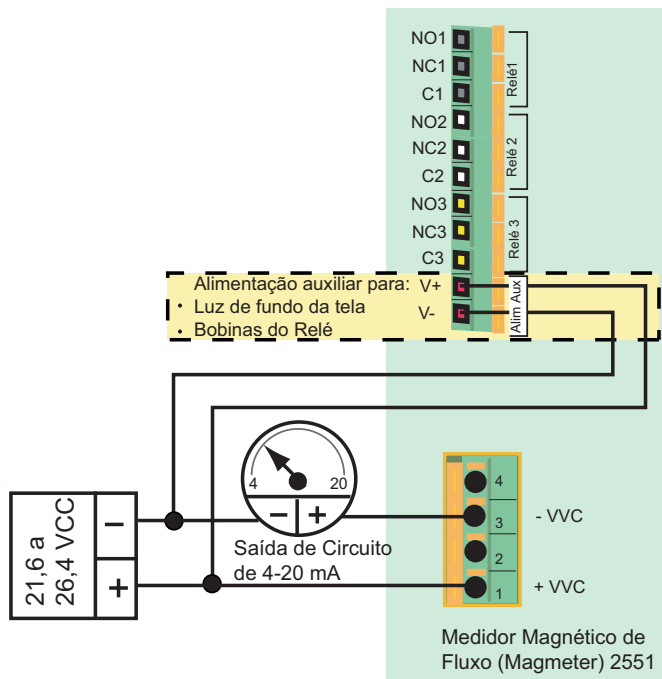 NO1
NC1
C1
Relé1
NO2
NC2
C2
Relé 2
NO3
NC3
C3
Relé 3
Alimentação auxiliar para:
• Luz de fundo da tela
• Bobinas do Relé
V+
V-
Alim Aux
4
20
−
+
Saída de Circuito
de 4-20 mA
21,6 a
26,4 VCC
−
+
4
3
2
1
- VVC
+ VVC
Medidor Magnético de
Fluxo (Magmeter) 2551